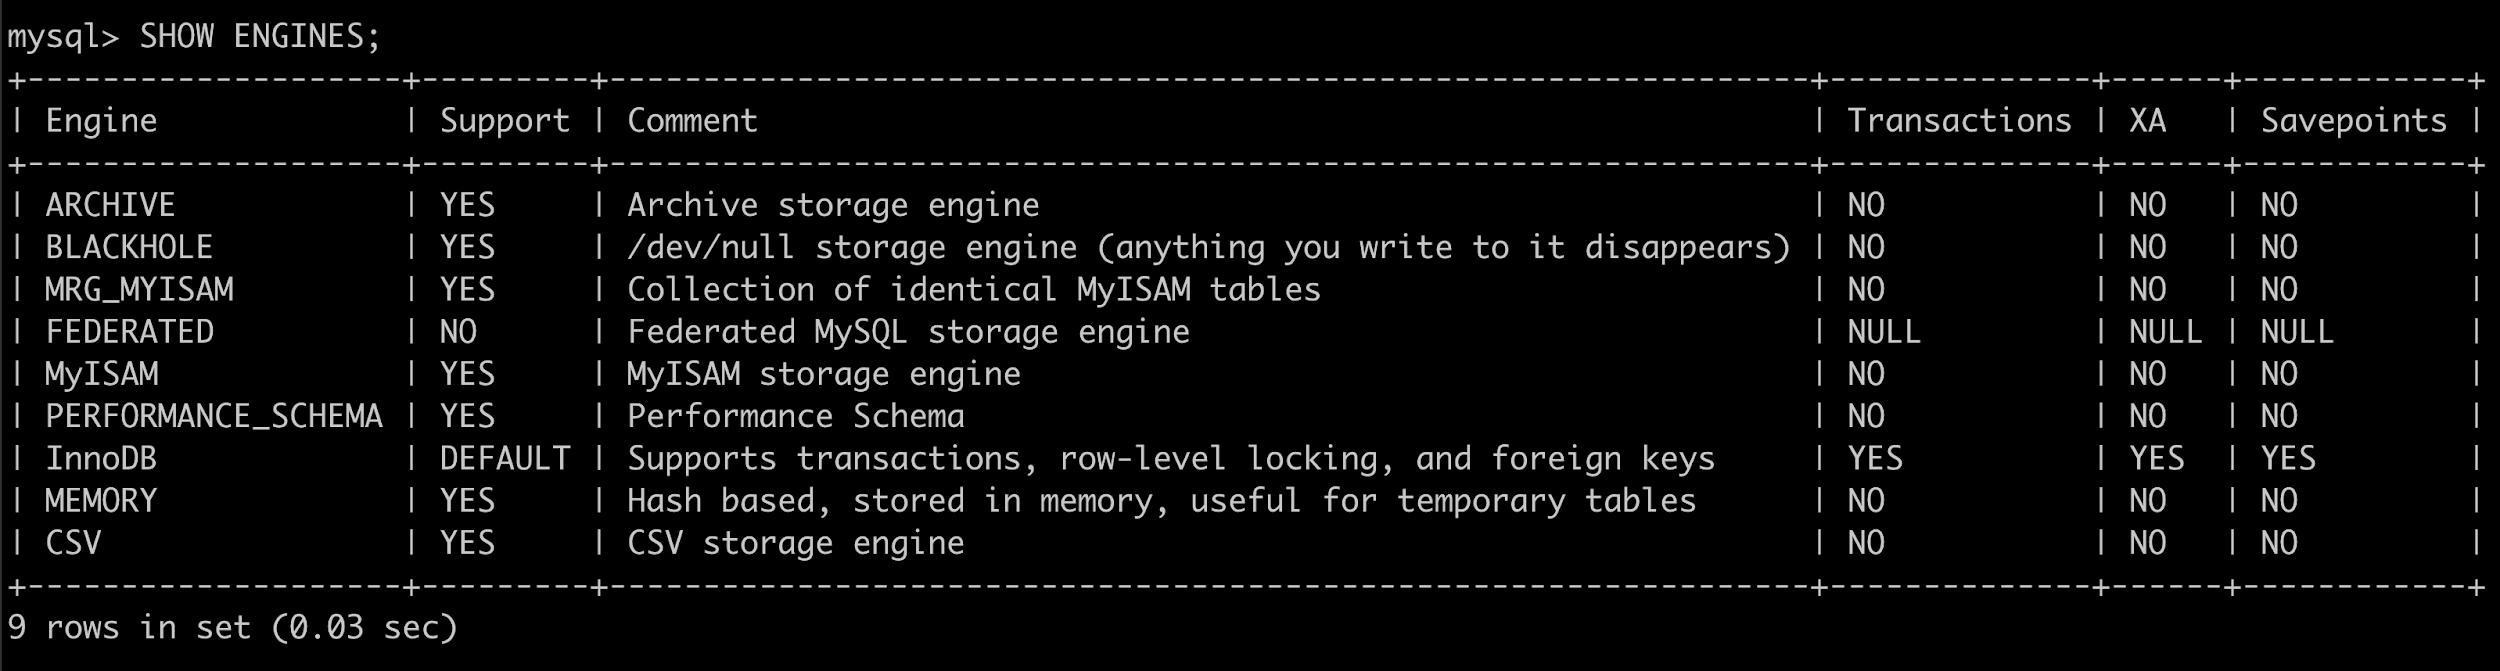 mysql> SHOW ENGINES;
+--------------------+---------+----------------------------------------------------------------+--------------+------+------------+
| Engine             | Support | Comment                                                        | Transactions | XA   | Savepoints |
+--------------------+---------+----------------------------------------------------------------+--------------+------+------------+
| ARCHIVE            | YES     | Archive storage engine                                         | NO           | NO   | NO         |
| BLACKHOLE          | YES     | /dev/null storage engine (anything you write to it disappears) | NO           | NO   | NO         |
| MRG_MYISAM         | YES     | Collection of identical MyISAM tables                          | NO           | NO   | NO         |
| FEDERATED          | NO      | Federated MySQL storage engine                                 | NULL         | NULL | NULL       |
| MyISAM             | YES     | MyISAM storage engine                                          | NO           | NO   | NO         |
| PERFORMANCE_SCHEMA | YES     | Performance Schema                                             | NO           | NO   | NO         |
| InnoDB             | DEFAULT | Supports transactions, row-level locking, and foreign keys     | YES          | YES  | YES        |
| MEMORY             | YES     | Hash based, stored in memory, useful for temporary tables      | NO           | NO   | NO         |
| CSV                | YES     | CSV storage engine                                             | NO           | NO   | NO         |
+--------------------+---------+----------------------------------------------------------------+--------------+------+------------+
9 rows in set (0.03 sec)